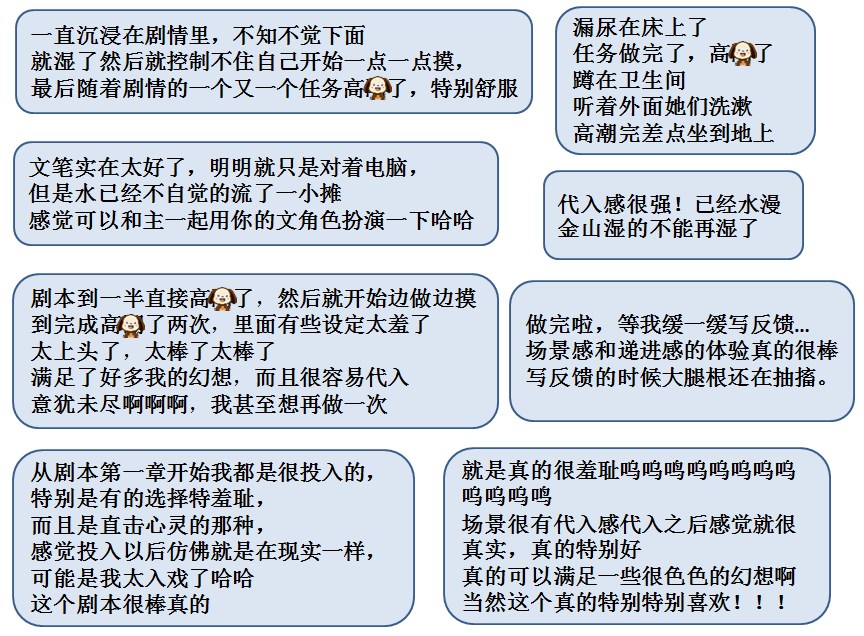 一直沉浸在剧情里，不知不觉下面
就湿了然后就控制不住自己开始一点一点摸，
最后随着剧情的一个又一个任务高了，特别舒服
漏尿在床上了
任务做完了，高了
蹲在卫生间
听着外面她们洗漱
高潮完差点坐到地上
文笔实在太好了，明明就只是对着电脑，
但是水已经不自觉的流了一小摊
感觉可以和主一起用你的文角色扮演一下哈哈
代入感很强！已经水漫
金山湿的不能再湿了
剧本到一半直接高了，然后就开始边做边摸
到完成高了两次，里面有些设定太羞了
太上头了，太棒了太棒了
满足了好多我的幻想，而且很容易代入
意犹未尽啊啊啊，我甚至想再做一次
做完啦，等我缓一缓写反馈...
场景感和递进感的体验真的很棒
写反馈的时候大腿根还在抽搐。
从剧本第一章开始我都是很投入的，
特别是有的选择特羞耻，
而且是直击心灵的那种，
感觉投入以后仿佛就是在现实一样，
可能是我太入戏了哈哈
这个剧本很棒真的
就是真的很羞耻呜呜呜呜呜呜呜呜
呜呜呜呜
场景很有代入感代入之后感觉就很
真实，真的特别好
真的可以满足一些很色色的幻想啊
当然这个真的特别特别喜欢！！！